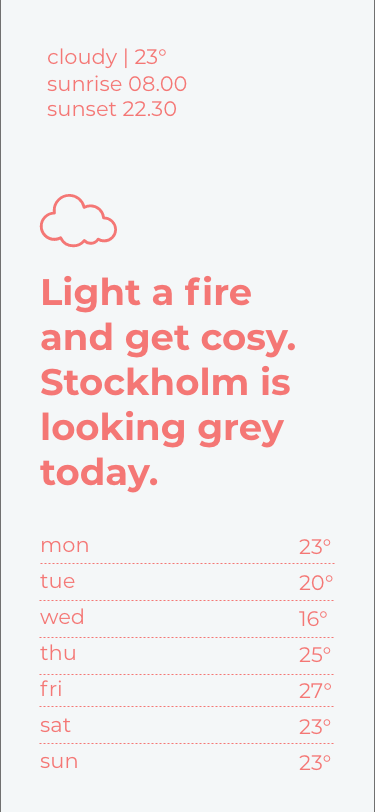 cloudy | 23°
sunrise 08.00
sunset 22.30
Light a fire
and get cosy.
Stockholm is
looking grey
today.
mon 23°
tue 20°
wed 16°
thu 25°
fri 27°
sat 23°
sun 23°